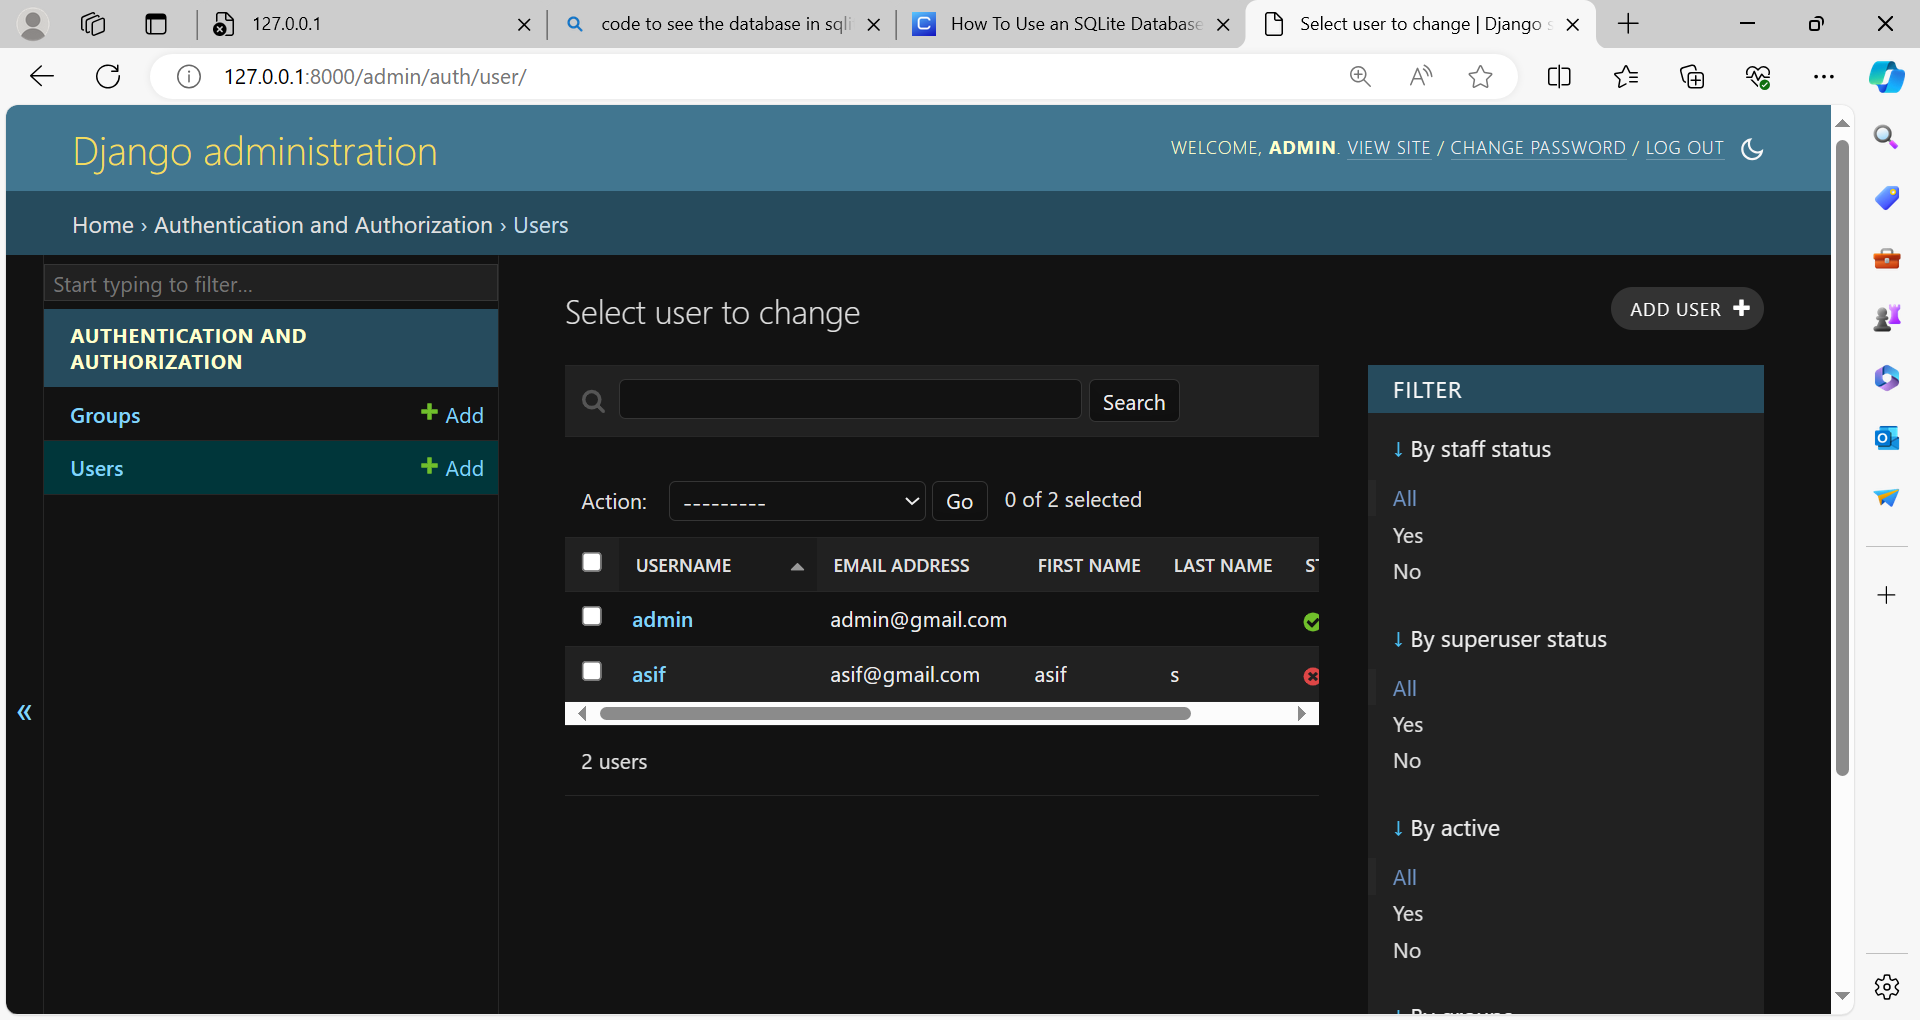 127.0.0.1
code to see the database in sqli
How To Use an SQLite Database
Select user to change | Django s
127.0.0.1:8000/admin/auth/user/
Django administration
WELCOME, ADMIN. VIEW SITE / CHANGE PASSWORD / LOG OUT
Home › Authentication and Authorization › Users
Start typing to filter...
AUTHENTICATION AND
AUTHORIZATION
Groups + Add
Users + Add
«
Select user to change
ADD USER +
Search
Action: --------- Go 0 of 2 selected
USERNAME EMAIL ADDRESS FIRST NAME LAST NAME ST
admin admin@gmail.com
asif asif@gmail.com asif s
2 users
FILTER
↓ By staff status
All
Yes
No
↓ By superuser status
All
Yes
No
↓ By active
All
Yes
No
↓ By groups